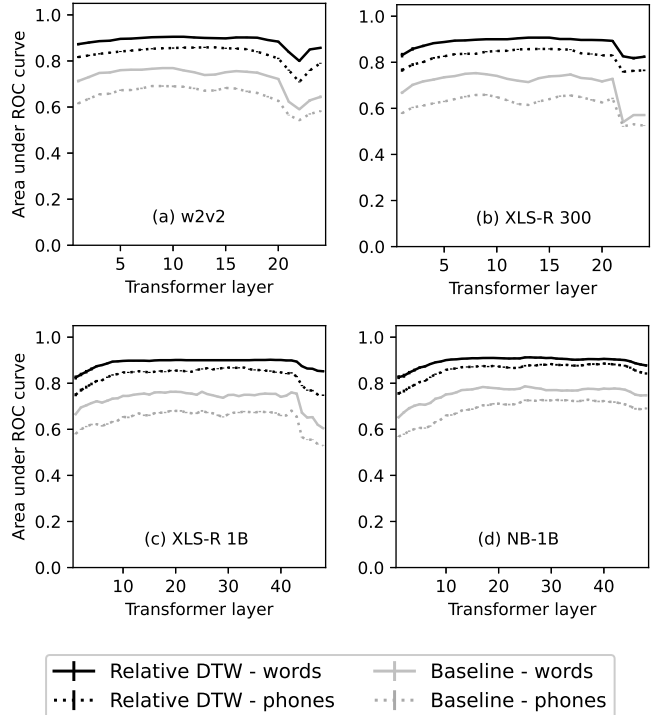 1.0
0.8
0.6
0.4
0.2
0.0
Area under ROC curve
(a) w2v2
5 10 15 20
Transformer layer
1.0
0.8
0.6
0.4
0.2
0.0
(b) XLS-R 300
5 10 15 20
Transformer layer
1.0
0.8
0.6
0.4
0.2
0.0
Area under ROC curve
(c) XLS-R 1B
10 20 30 40
Transformer layer
1.0
0.8
0.6
0.4
0.2
0.0
(d) NB-1B
10 20 30 40
Transformer layer
Relative DTW - words
Relative DTW - phones
Baseline - words
Baseline - phones